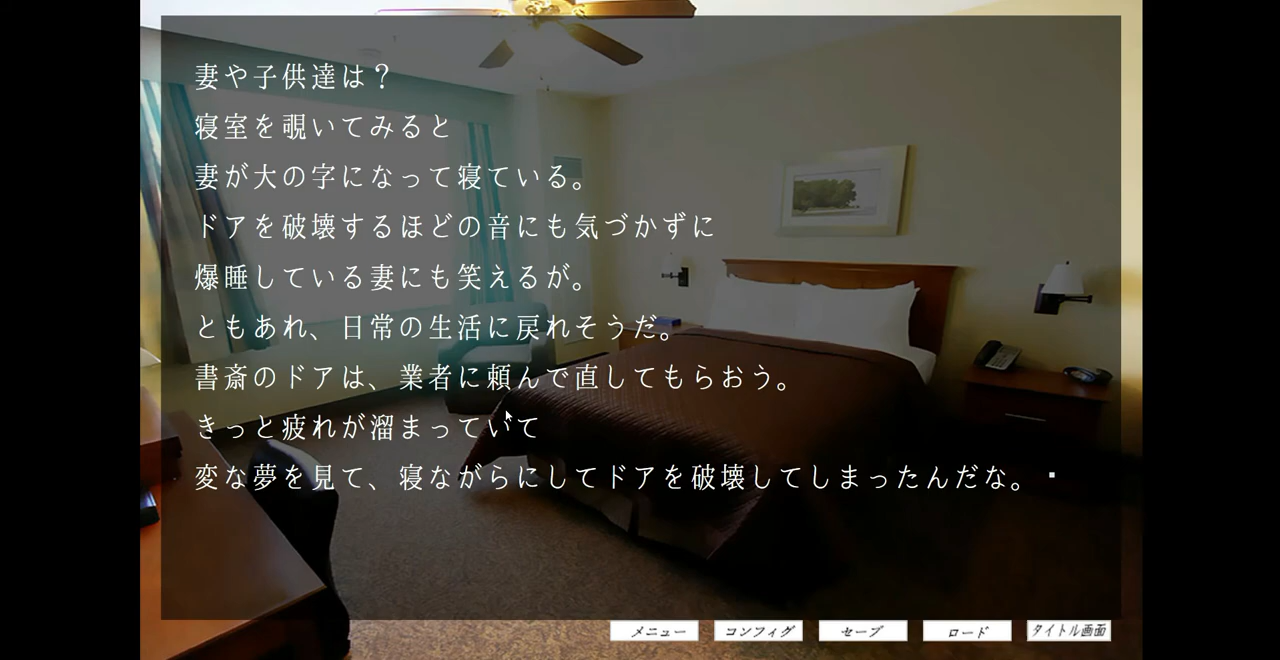 妻や子供達は？
寝室を覗いてみると
妻が大の字になって寝ている。
ドアを破壊するほどの音にも気づかずに
爆睡している妻にも笑えるが。
ともあれ、日常の生活に戻れそうだ。
書斎のドアは、業者に頼んで直してもらおう。
きっと疲れが溜まっていて
変な夢を見て、寝ながらにしてドアを破壊してしまったんだな。
メニュー
コンフィグ
セーブ
ロード
タイトル画面